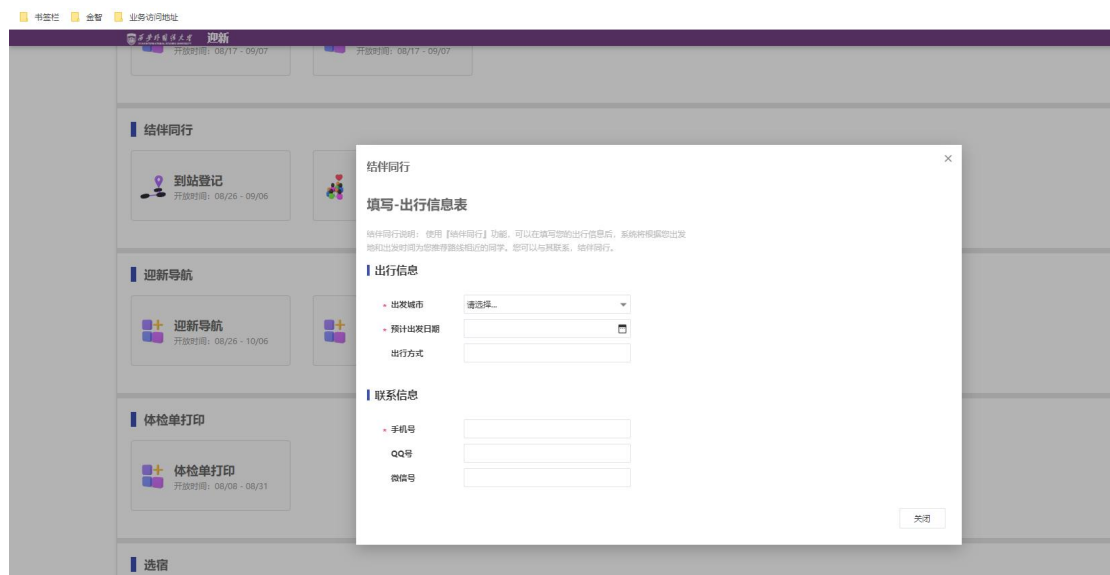 书签栏 金智 业务访问地址
迎新
开放时间：08/17 - 09/07 开放时间：08/17 - 09/07
结伴同行
到站登记
开放时间：08/26 - 09/06
迎新导航
迎新导航
开放时间：08/26 - 10/06
体检单打印
体检单打印
开放时间：08/08 - 08/31
选宿
结伴同行 ×
填写-出行信息表
结伴同行说明： 使用『结伴同行』功能，可以在填写您的出行信息后，系统将根据您出发
地和出发时间为您推荐路线相近的同学。您可以与其联系，结伴同行。
出行信息
* 出发城市 请选择...
* 预计出发日期
出行方式
联系信息
* 手机号
QQ号
微信号
关闭